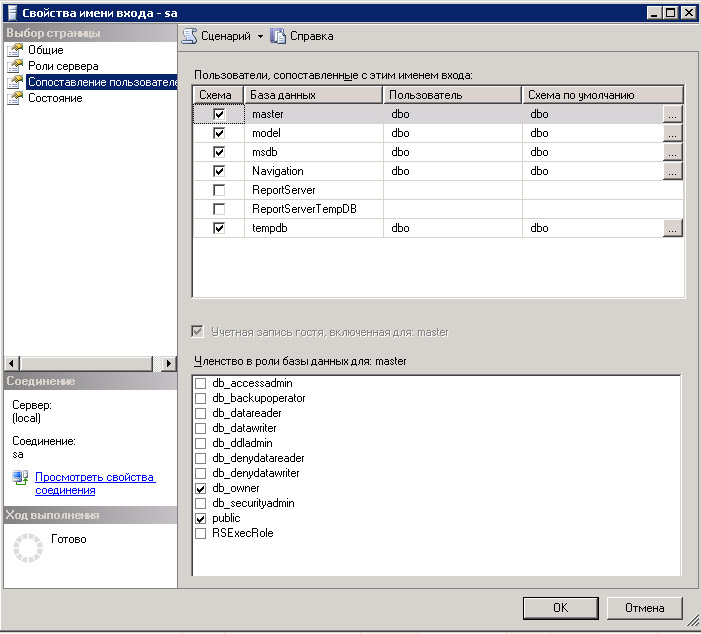 Свойства имени входа - sa
Выбор страницы
Общие
Роли сервера
Сопоставление пользователе
Состояние
Сценарий
Справка
Пользователи, сопоставленные с этим именем входа:
Схема База данных Пользователь Схема по умолчанию
master dbo dbo ...
model dbo dbo ...
msdb dbo dbo ...
Navigation dbo dbo ...
ReportServer
ReportServerTempDB
tempdb dbo dbo ...
Учетная запись гостя, включенная для: master
Членство в роли базы данных для: master
db_accessadmin
db_backupoperator
db_datareader
db_datawriter
db_ddladmin
db_denydatareader
db_denydatawriter
db_owner
db_securityadmin
public
RSExecRole
Соединение
Сервер:
(local)
Соединение:
sa
Просмотреть свойства
соединения
Ход выполнения
Готово
OK
Отмена